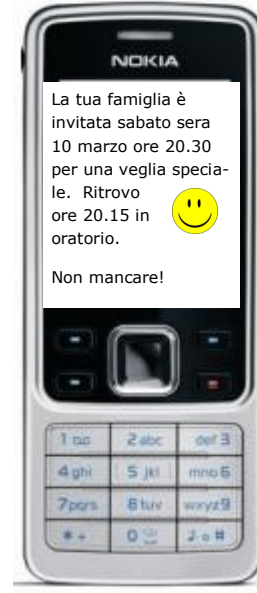 NOKIA
La tua famiglia è
invitata sabato sera
10 marzo ore 20.30
per una veglia specia-
le. Ritrovo
ore 20.15 in
oratorio.
Non mancare!
1 2 abc def 3
4 ghi 5 jkl mno 6
7 pqrs 8 tuv wxyz 9
* + 0 #